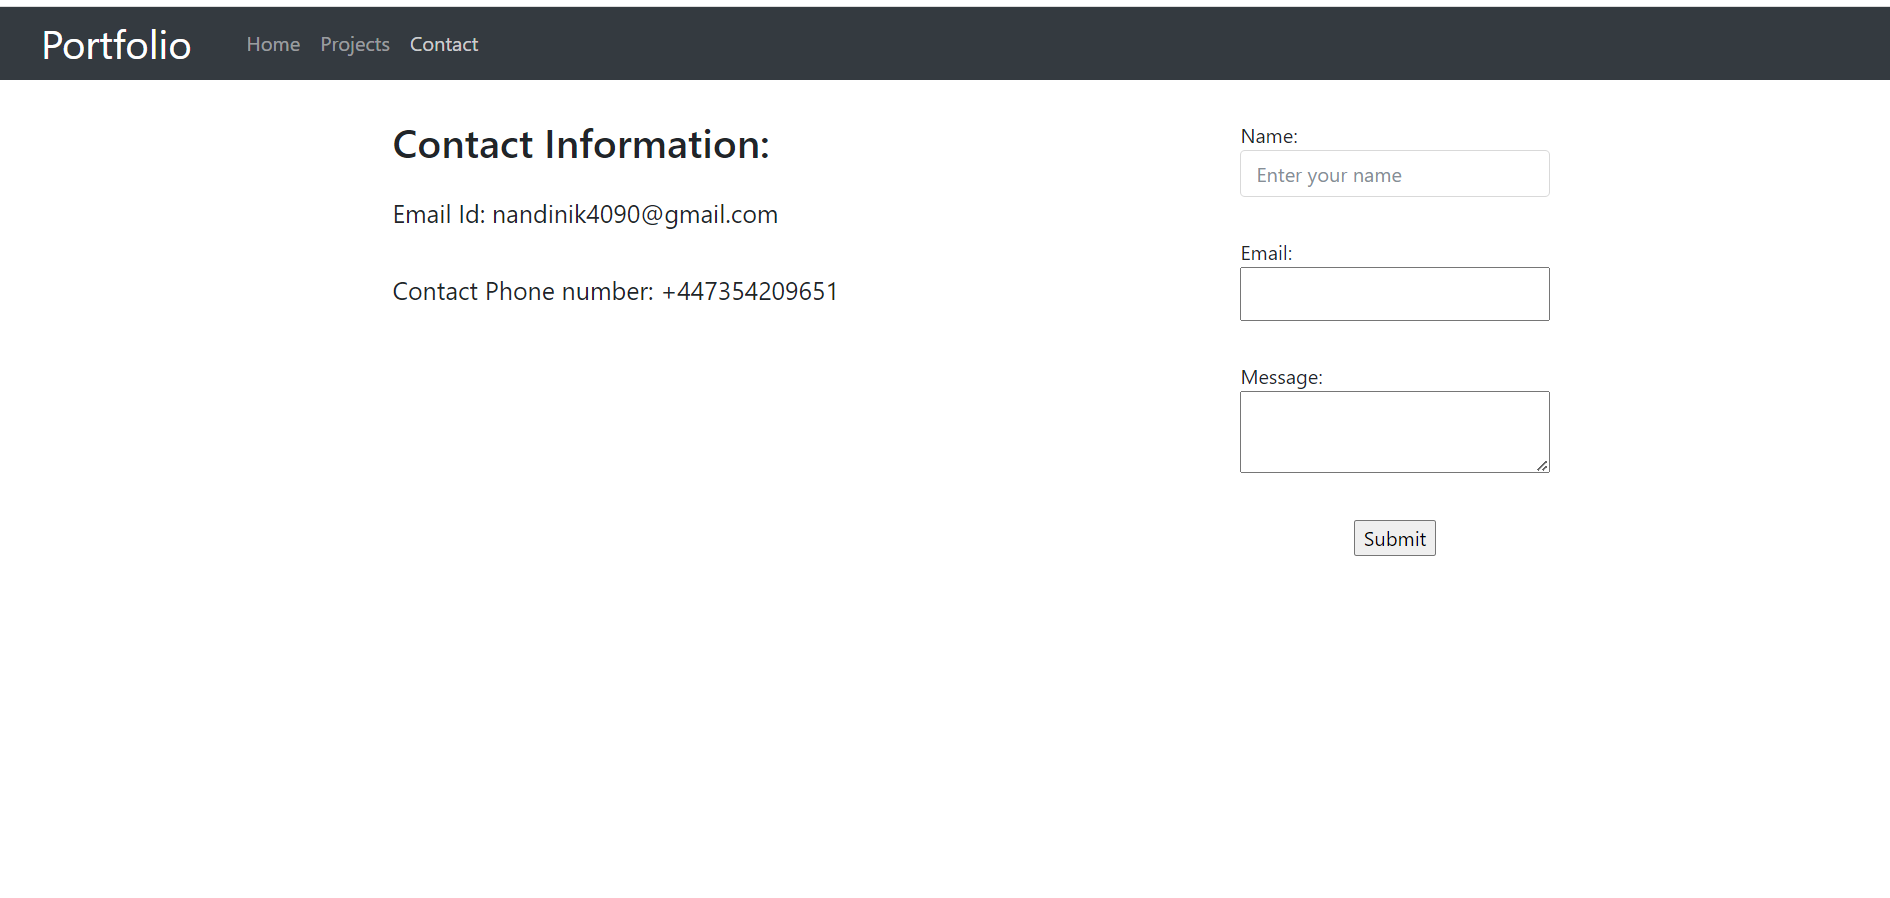 Portfolio Home Projects Contact
Contact Information:
Email Id: nandinik4090@gmail.com
Contact Phone number: +447354209651
Name:
Enter your name
Email:
Message:
Submit